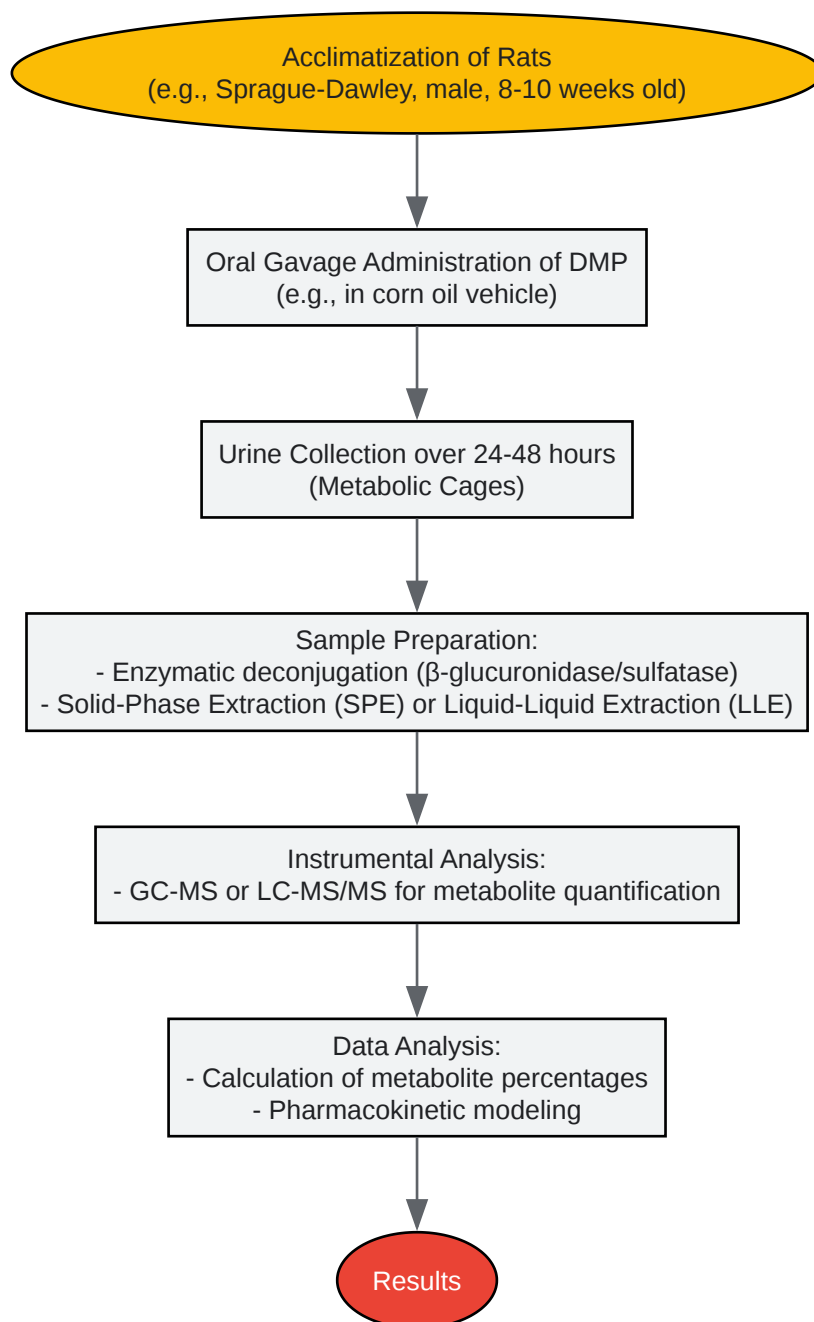 Acclimatization of Rats
(e.g., Sprague-Dawley, male, 8-10 weeks old)
Oral Gavage Administration of DMP
(e.g., in corn oil vehicle)
Urine Collection over 24-48 hours
(Metabolic Cages)
Sample Preparation:
- Enzymatic deconjugation (β-glucuronidase/sulfatase)
- Solid-Phase Extraction (SPE) or Liquid-Liquid Extraction (LLE)
Instrumental Analysis:
- GC-MS or LC-MS/MS for metabolite quantification
Data Analysis:
- Calculation of metabolite percentages
- Pharmacokinetic modeling
Results